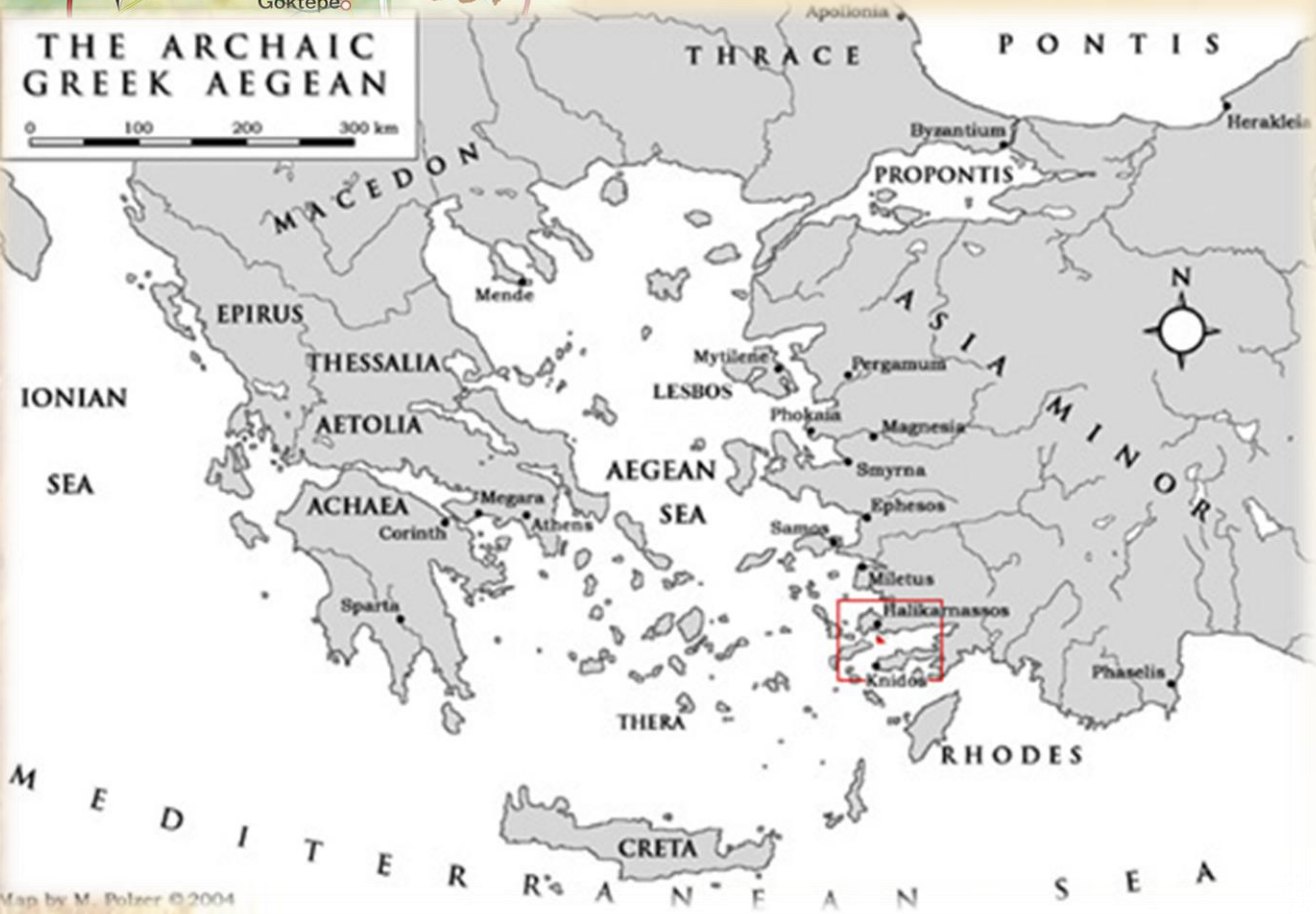 Göktepe
THE ARCHAIC
GREEK AEGEAN
0 100 200 300 km
Apollonia
THRACE
PONTIS
Herakleia
Byzantium
PROPONTIS
MACEDON
N
Mende
EPIRUS
ASIA MINOR
THESSALIA
Mytilene
Pergamum
LESBOS
IONIAN
SEA
AETOLIA
Phokaia
Magnesia
AEGEAN
SEA
Smyrna
ACHAEA
Megara
Corinth
Athens
Ephesos
Samos
Miletus
Sparta
Halikarnassos
Knidos
Phaselis
THERA
RHODES
CRETA
MEDITERRANEAN SEA
Map by M. Polzer ©2004